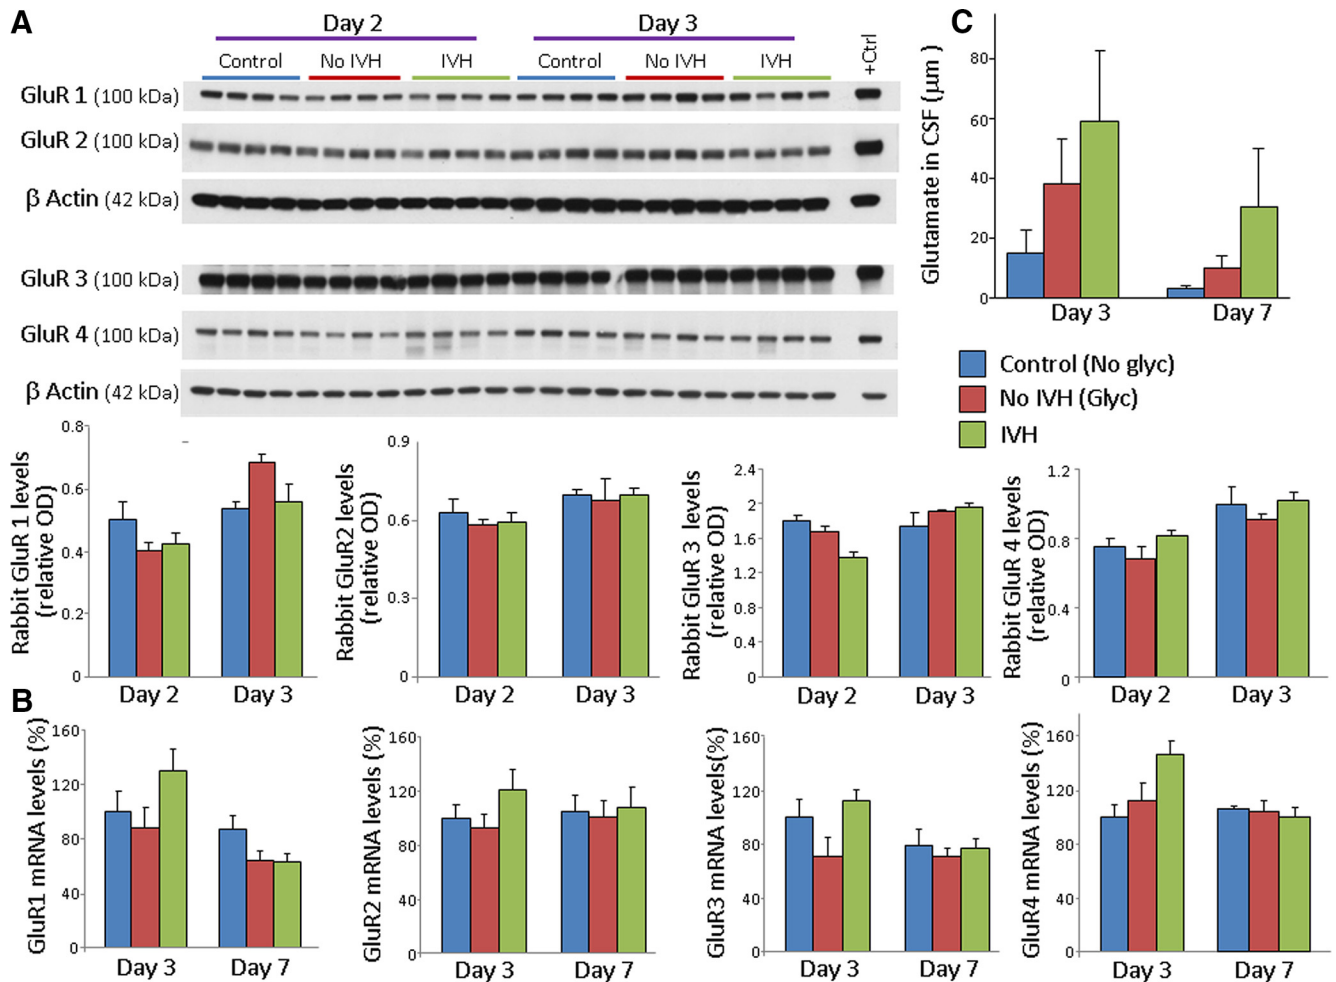 A
Day 2
Day 3
Control
No IVH
IVH
Control
No IVH
IVH
+Ctrl
GluR 1 (100 kDa)
GluR 2 (100 kDa)
β Actin (42 kDa)
GluR 3 (100 kDa)
GluR 4 (100 kDa)
β Actin (42 kDa)
C
Glutamate in CSF (µm)
80
60
40
20
0
Day 3
Day 7
Control (No glyc)
No IVH (Glyc)
IVH
Rabbit GluR 1 levels
(relative OD)
0.8
0.6
0.4
0.2
0
Day 2
Day 3
Rabbit GluR2 levels
(relative OD)
0.9
0.6
0.3
0
Day 2
Day 3
Rabbit GluR 3 levels
(relative OD)
2.4
2
1.6
1.2
0.8
0.4
0
Day 2
Day 3
Rabbit GluR 4 levels
(relative OD)
1.2
0.8
0.4
0
Day 2
Day 3
B
GluR1 mRNA levels (%)
160
120
80
40
0
Day 3
Day 7
GluR2 mRNA levels (%)
160
120
80
40
0
Day 3
Day 7
GluR3 mRNA levels(%)
160
120
80
40
0
Day 3
Day 7
GluR4 mRNA levels (%)
160
120
80
40
0
Day 3
Day 7